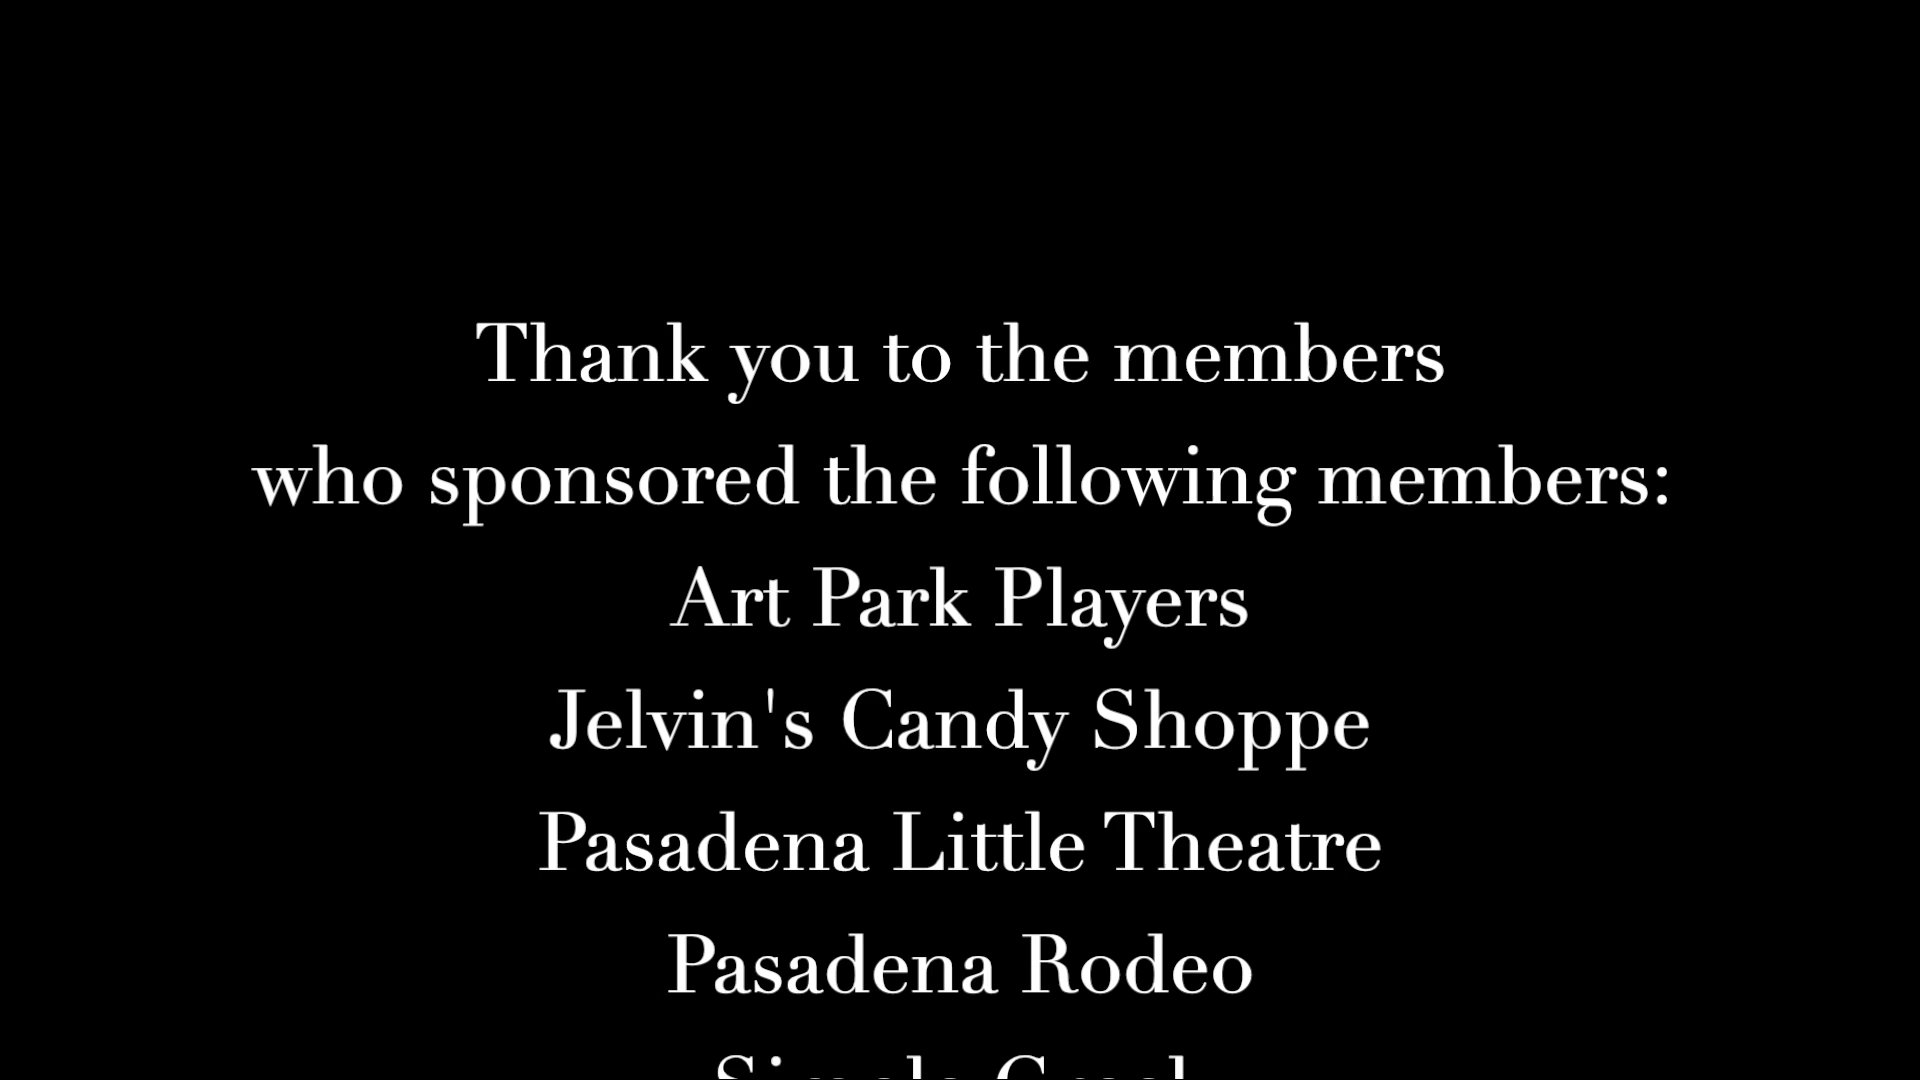 Thank you to the members
who sponsored the following members:
Art Park Players
Jelvin's Candy Shoppe
Pasadena Little Theatre
Pasadena Rodeo